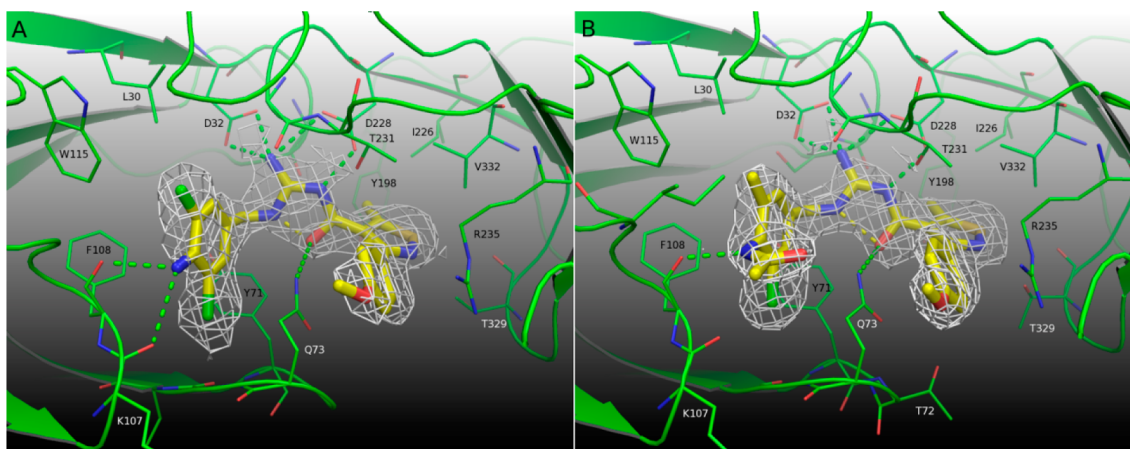 A
L30
D32
D228
T231
I226
W115
V332
Y198
R235
F108
Y71
T329
Q73
K107
B
L30
D32
D228
I226
W115
T231
V332
Y198
R235
F108
Y71
Q73
T329
K107
T72